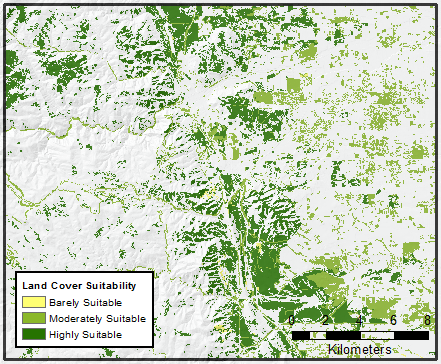 Land Cover Suitability
Barely Suitable
Moderately Suitable
Highly Suitable
0 2 4 6 8
Kilometers